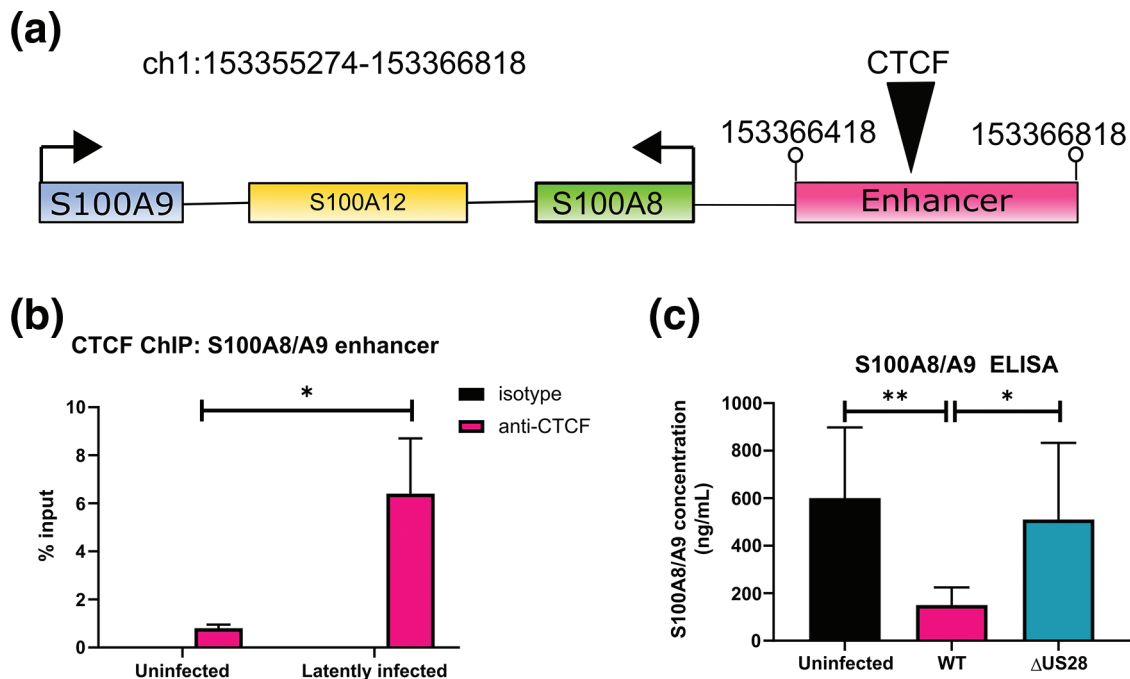 (a)
ch1:153355274-153366818
CTCF
153366418
153366818
S100A9
S100A12
S100A8
Enhancer
(b)
CTCF ChIP: S100A8/A9 enhancer
*
isotype
anti-CTCF
% input
10
8
6
4
2
0
Uninfected
Latently infected
(c)
S100A8/A9 ELISA
**
*
S100A8/A9 concentration
(ng/mL)
1000
800
600
400
200
0
Uninfected
WT
ΔUS28